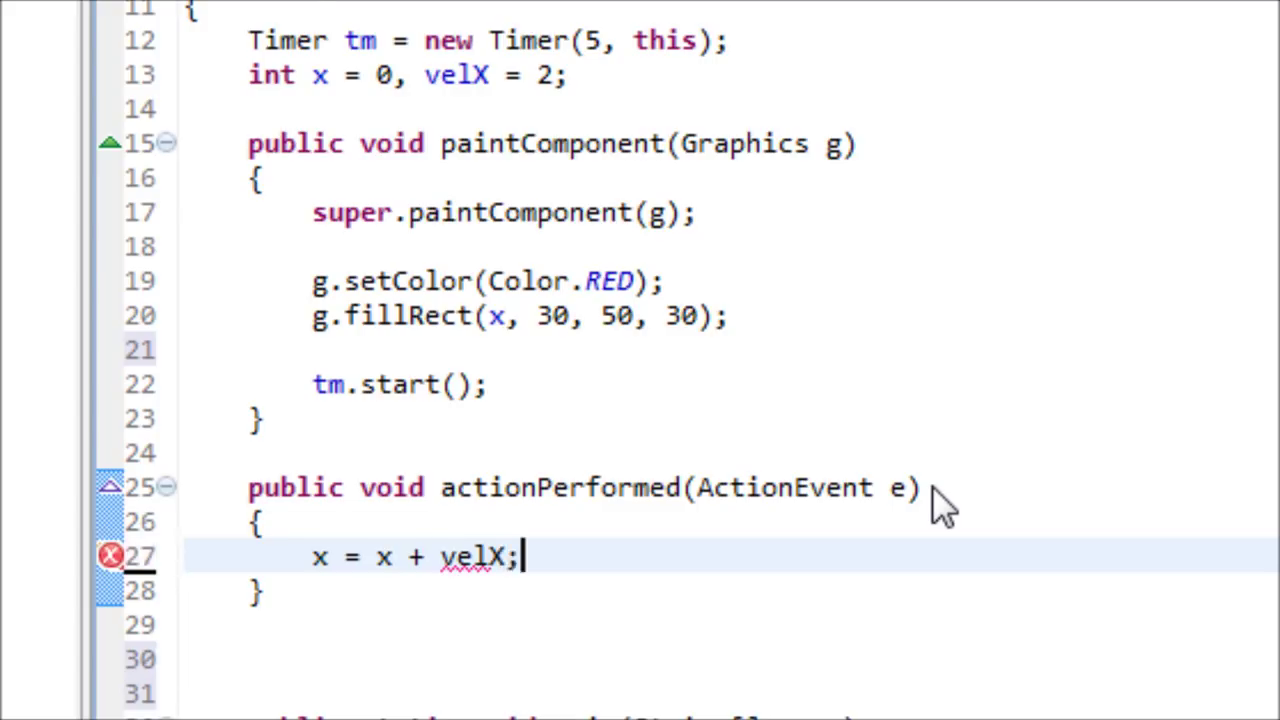 11 {
12 Timer tm = new Timer(5, this);
13 int x = 0, velX = 2;
14
15 public void paintComponent(Graphics g)
16 {
17 super.paintComponent(g);
18
19 g.setColor(Color.RED);
20 g.fillRect(x, 30, 50, 30);
21
22 tm.start();
23 }
24
25 public void actionPerformed(ActionEvent e)
26 {
27 x = x + velX;
28 }
29
30
31